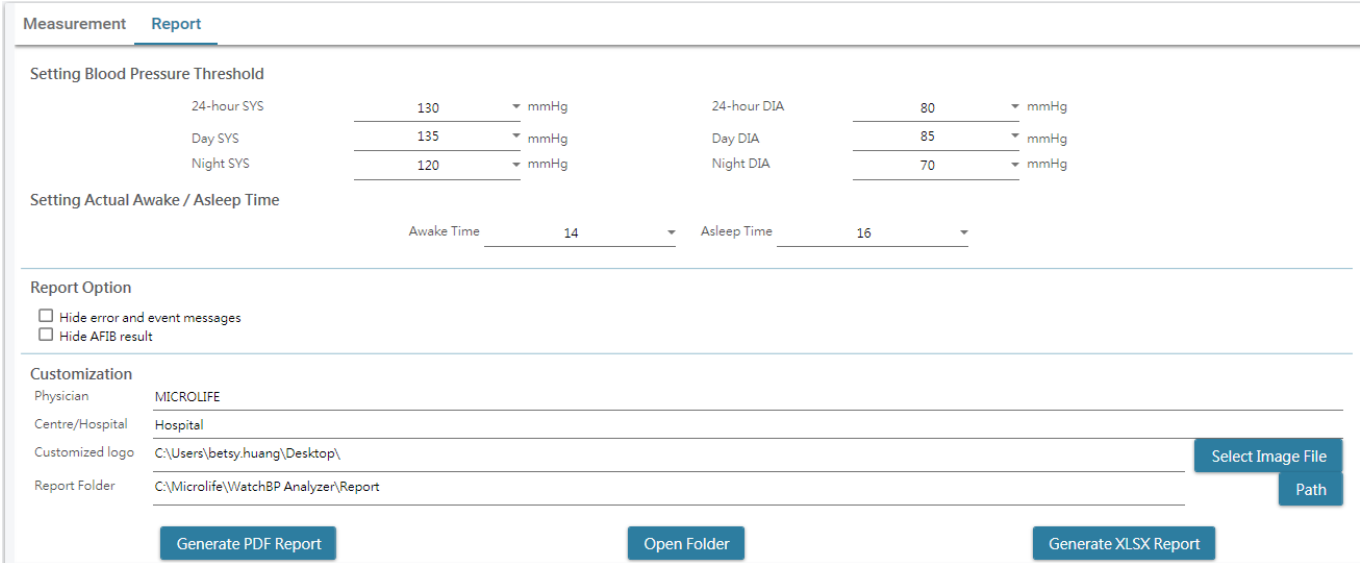 Measurement Report
Setting Blood Pressure Threshold
24-hour SYS 130 mmHg 24-hour DIA 80 mmHg
Day SYS 135 mmHg Day DIA 85 mmHg
Night SYS 120 mmHg Night DIA 70 mmHg
Setting Actual Awake / Asleep Time
Awake Time 14 Asleep Time 16
Report Option
Hide error and event messages
Hide AFIB result
Customization
Physician MICROLIFE
Centre/Hospital Hospital
Customized logo C:\Users\betsy.huang\Desktop\ Select Image File
Report Folder C:\Microlife\WatchBP Analyzer\Report Path
Generate PDF Report Open Folder Generate XLSX Report